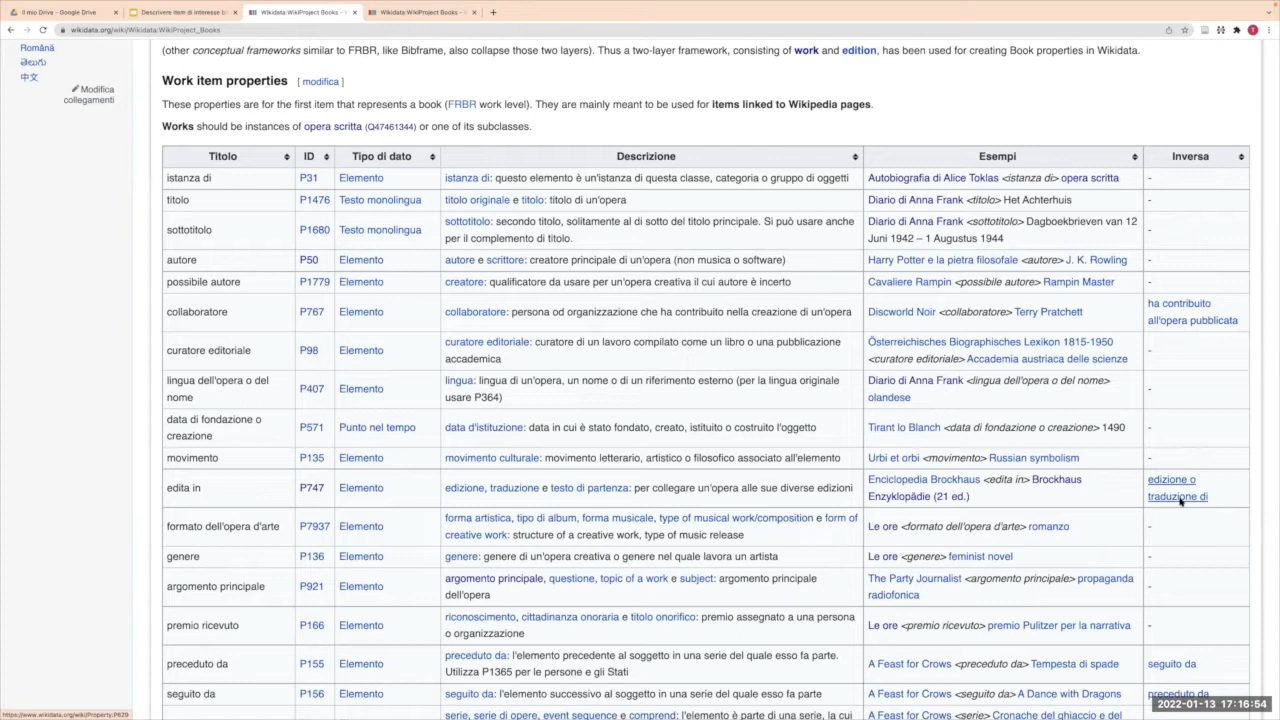 Il mio Drive - Google Drive
Descrivere item di interesse bi
Wikidata:WikiProject Books - V
Wikidata:WikiProject Books - V
wikidata.org/wiki/Wikidata:WikiProject_Books
Română
తెలుగు
中文
Modifica
collegamenti
(other conceptual frameworks similar to FRBR, like Bibframe, also collapse those two layers). Thus a two-layer framework, consisting of work and edition, has been used for creating Book properties in Wikidata.
Work item properties [ modifica ]
These properties are for the first item that represents a book (FRBR work level). They are mainly meant to be used for items linked to Wikipedia pages.
Works should be instances of opera scritta (Q47461344) or one of its subclasses.
Titolo ID Tipo di dato Descrizione Esempi Inversa
istanza di P31 Elemento istanza di: questo elemento è un'istanza di questa classe, categoria o gruppo di oggetti Autobiografia di Alice Toklas <istanza di> opera scritta -
titolo P1476 Testo monolingua titolo originale e titolo: titolo di un'opera Diario di Anna Frank <titolo> Het Achterhuis -
sottotitolo P1680 Testo monolingua sottotitolo: secondo titolo, solitamente al di sotto del titolo principale. Si può usare anche
per il complemento di titolo. Diario di Anna Frank <sottotitolo> Dagboekbrieven van 12
Juni 1942 – 1 Augustus 1944 -
autore P50 Elemento autore e scrittore: creatore principale di un'opera (non musica o software) Harry Potter e la pietra filosofale <autore> J. K. Rowling -
possibile autore P1779 Elemento creatore: qualificatore da usare per un'opera creativa il cui autore è incerto Cavaliere Rampin <possibile autore> Rampin Master -
collaboratore P767 Elemento collaboratore: persona od organizzazione che ha contribuito nella creazione di un'opera Discworld Noir <collaboratore> Terry Pratchett ha contribuito
all'opera pubblicata
curatore editoriale P98 Elemento curatore editoriale: curatore di un lavoro compilato come un libro o una pubblicazione
accademica Österreichisches Biographisches Lexikon 1815-1950
<curatore editoriale> Accademia austriaca delle scienze -
lingua dell'opera o del
nome P407 Elemento lingua: lingua di un'opera, un nome o di un riferimento esterno (per la lingua originale
usare P364) Diario di Anna Frank <lingua dell'opera o del nome>
olandese -
data di fondazione o
creazione P571 Punto nel tempo data d'istituzione: data in cui è stato fondato, creato, istituito o costruito l'oggetto Tirant lo Blanch <data di fondazione o creazione> 1490 -
movimento P135 Elemento movimento culturale: movimento letterario, artistico o filosofico associato all'elemento Urbi et orbi <movimento> Russian symbolism -
edita in P747 Elemento edizione, traduzione e testo di partenza: per collegare un'opera alle sue diverse edizioni Enciclopedia Brockhaus <edita in> Brockhaus
Enzyklopädie (21 ed.) edizione o
traduzione di
formato dell'opera d'arte P7937 Elemento forma artistica, tipo di album, forma musicale, type of musical work/composition e form of
creative work: structure of a creative work, type of music release Le ore <formato dell'opera d'arte> romanzo -
genere P136 Elemento genere: genere di un'opera creativa o genere nel quale lavora un artista Le ore <genere> feminist novel -
argomento principale P921 Elemento argomento principale, questione, topic of a work e subject: argomento principale
dell'opera The Party Journalist <argomento principale> propaganda
radiofonica -
premio ricevuto P166 Elemento riconoscimento, cittadinanza onoraria e titolo onorifico: premio assegnato a una persona
o organizzazione Le ore <premio ricevuto> premio Pulitzer per la narrativa -
preceduto da P155 Elemento preceduto da: l'elemento precedente al soggetto in una serie del quale esso fa parte.
Utilizza P1365 per le persone e gli Stati A Feast for Crows <preceduto da> Tempesta di spade seguito da
seguito da P156 Elemento seguito da: l'elemento successivo al soggetto in una serie del quale esso fa parte A Feast for Crows <seguito da> A Dance with Dragons preceduto da
serie, serie di opere, event sequence e comprend: l'elemento è parte di una serie, la cui A Feast for Crows <serie> Cronache del ghiaccio e del
https://www.wikidata.org/wiki/Property:P629
2022-01-13 17:16:54